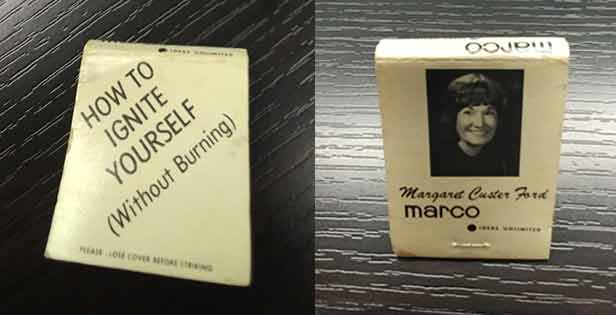 IDEAS UNLIMITED
HOW TO
IGNITE
YOURSELF
(Without Burning)
PLEASE LOSE COVER BEFORE STRIKING
marco
Margaret Custer Ford
marco
IDEAS UNLIMITED